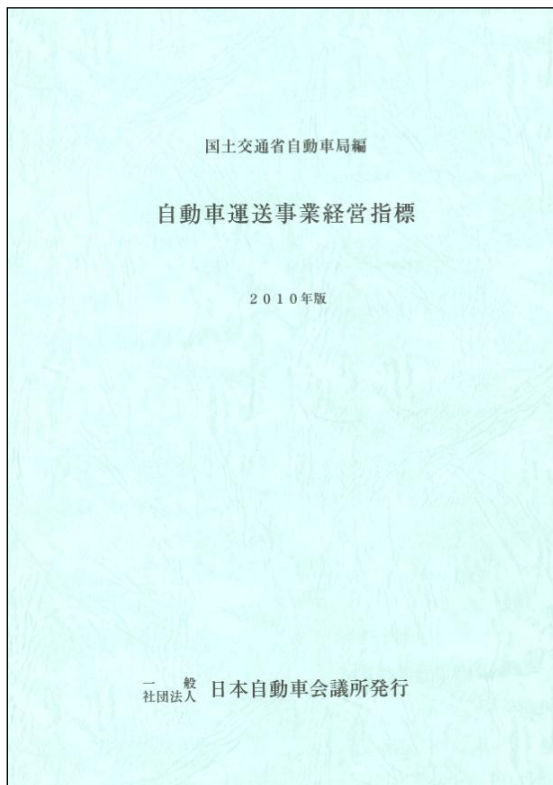 国土交通省自動車局編
自動車運送事業経営指標
２０１０年版
一般
社団法人
日本自動車会議所発行